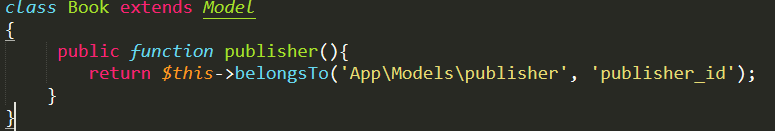 class Book extends Model
{
public function publisher(){
return $this->belongsTo('App\Models\publisher', 'publisher_id');
}
}